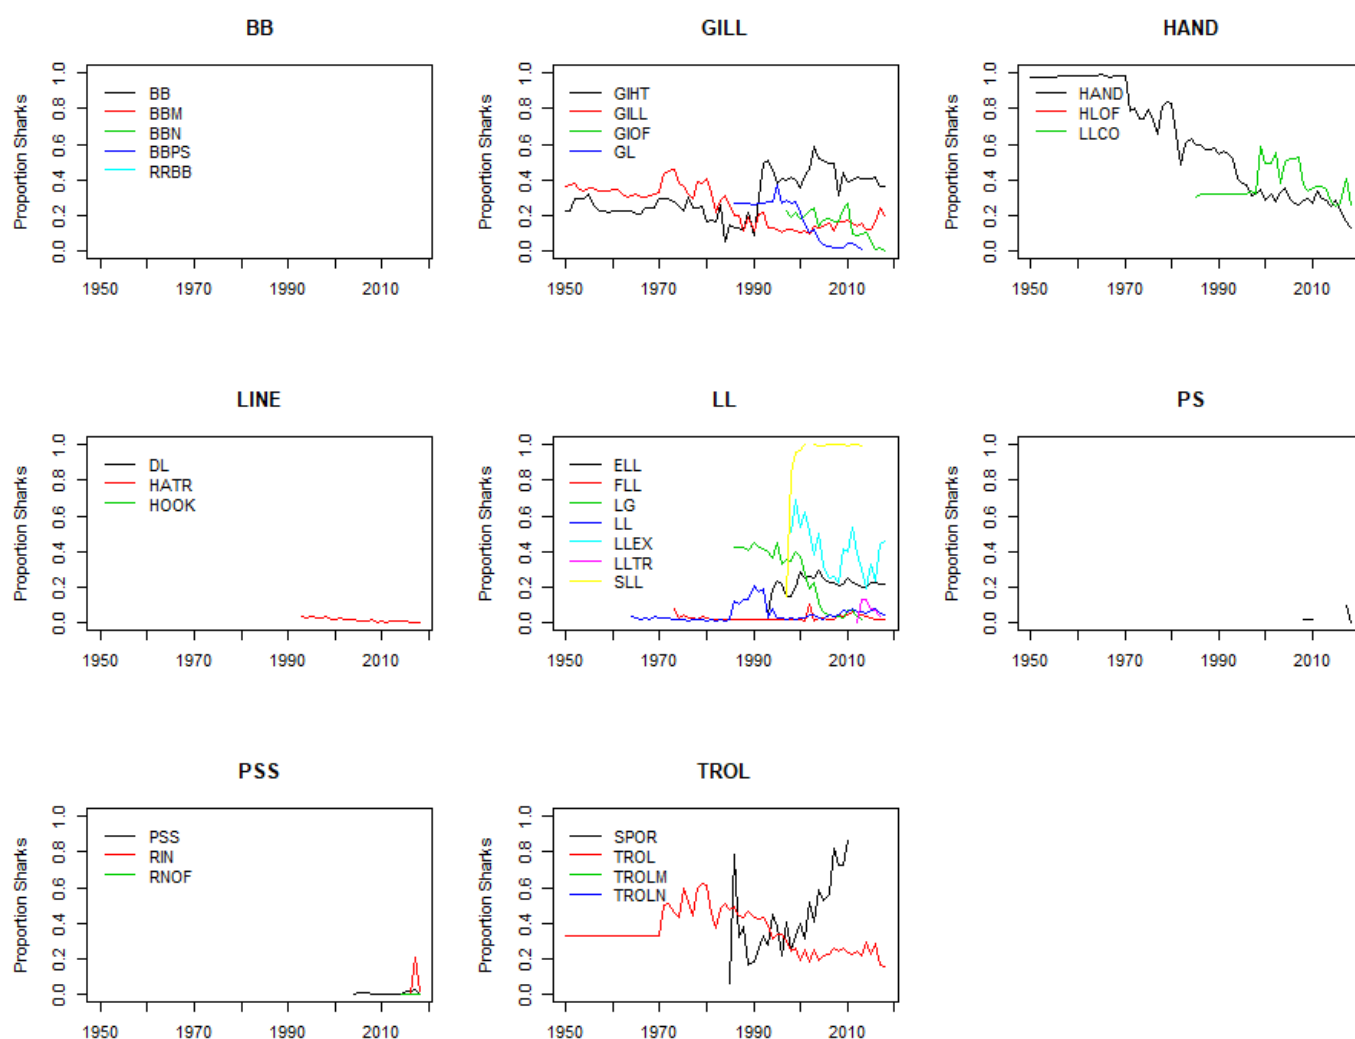 BB
Proportion Sharks
0.0 0.2 0.4 0.6 0.8 1.0
BB
BBM
BBN
BBPS
RRBB
1950 1970 1990 2010
GILL
Proportion Sharks
0.0 0.2 0.4 0.6 0.8 1.0
GIHT
GILL
GIOF
GL
1950 1970 1990 2010
HAND
Proportion Sharks
0.0 0.2 0.4 0.6 0.8 1.0
HAND
HLOF
LLCO
1950 1970 1990 2010
LINE
Proportion Sharks
0.0 0.2 0.4 0.6 0.8 1.0
DL
HATR
HOOK
1950 1970 1990 2010
LL
Proportion Sharks
0.0 0.2 0.4 0.6 0.8 1.0
ELL
FLL
LG
LL
LLEX
LLTR
SLL
1950 1970 1990 2010
PS
Proportion Sharks
0.0 0.2 0.4 0.6 0.8 1.0
1950 1970 1990 2010
PSS
Proportion Sharks
0.0 0.2 0.4 0.6 0.8 1.0
PSS
RIN
RNOF
1950 1970 1990 2010
TROL
Proportion Sharks
0.0 0.2 0.4 0.6 0.8 1.0
SPOR
TROL
TROLM
TROLN
1950 1970 1990 2010